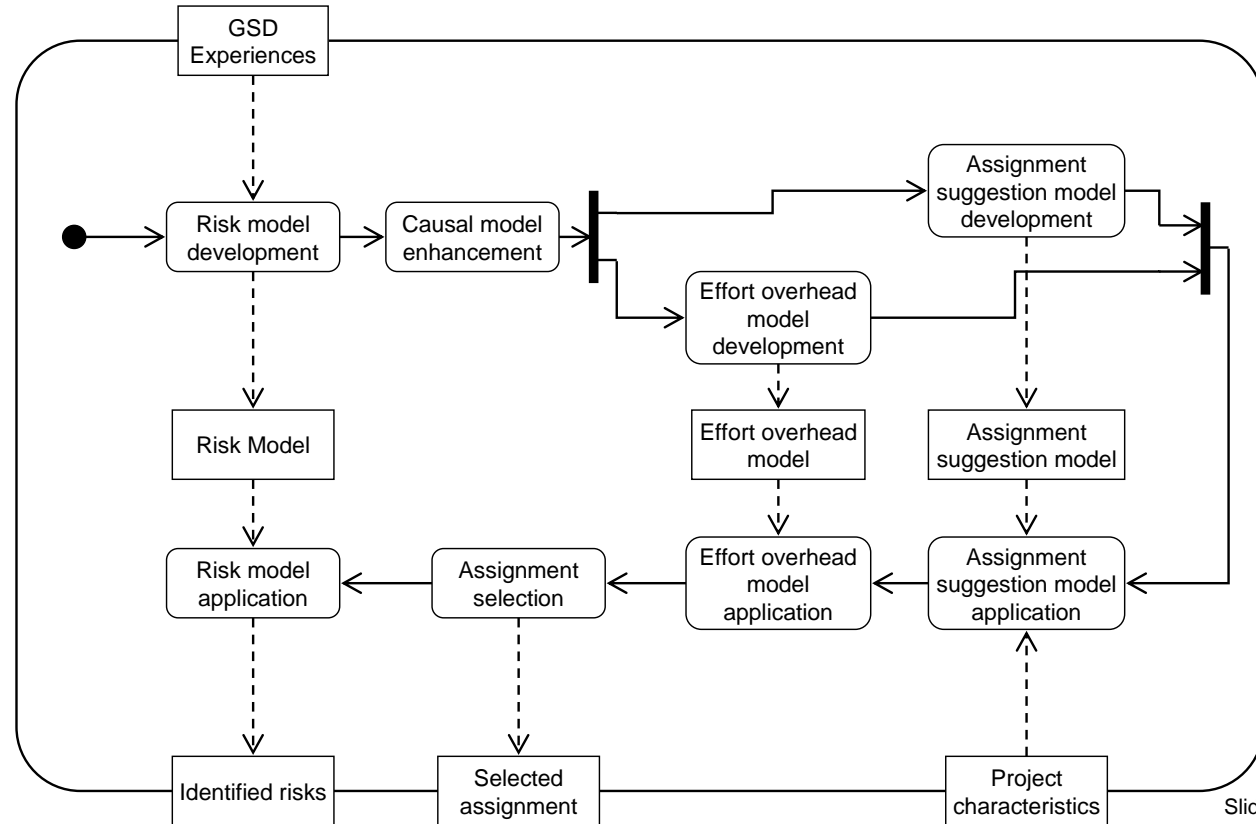 GSD
Experiences
Risk model
development
Causal model
enhancement
Assignment
suggestion model
development
Effort overhead
model
development
Risk Model
Effort overhead
model
Assignment
suggestion model
Risk model
application
Assignment
selection
Effort overhead
model
application
Assignment
suggestion model
application
Identified risks
Selected
assignment
Project
characteristics